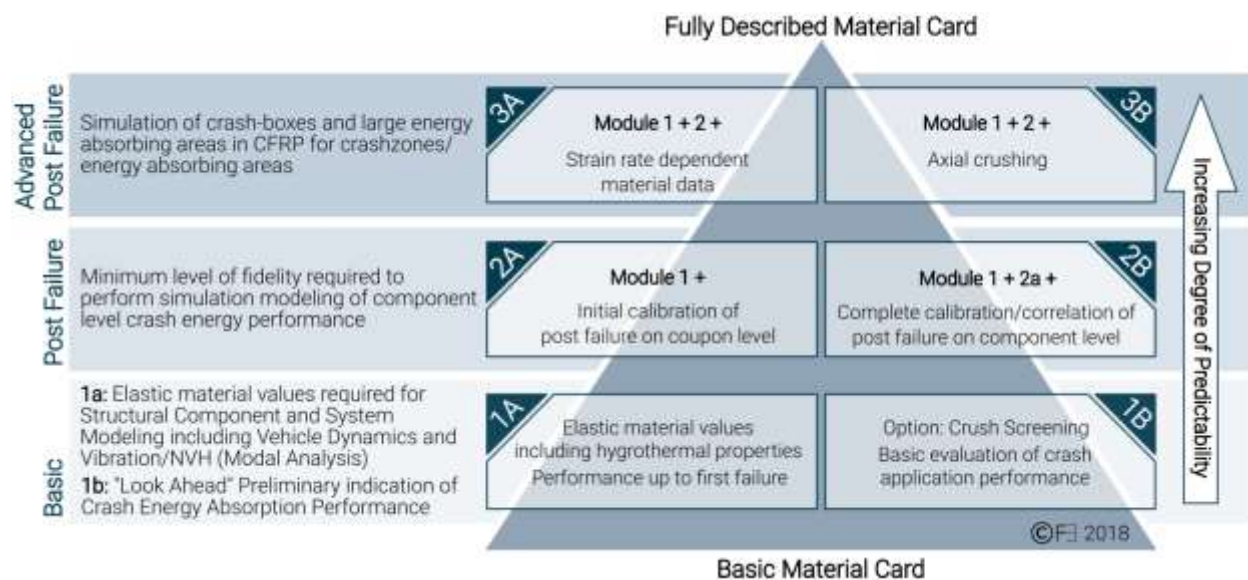 Fully Described Material Card
Advanced
Post Failure
Simulation of crash-boxes and large energy
absorbing areas in CFRP for crashzones/
energy absorbing areas
3A
Module 1 + 2 +
Strain rate dependent
material data
3B
Module 1 + 2 +
Axial crushing
Post Failure
Minimum level of fidelity required to
perform simulation modeling of component
level crash energy performance
2A
Module 1 +
Initial calibration of
post failure on coupon level
2B
Module 1 + 2a +
Complete calibration/correlation of
post failure on component level
Basic
1a: Elastic material values required for
Structural Component and System
Modeling including Vehicle Dynamics and
Vibration/NVH (Modal Analysis)
1b: "Look Ahead" Preliminary indication of
Crash Energy Absorption Performance
1A
Elastic material values
including hygrothermal properties
Performance up to first failure
1B
Option: Crush Screening
Basic evaluation of crash
application performance
Increasing Degree of Predictability
© 2018
Basic Material Card